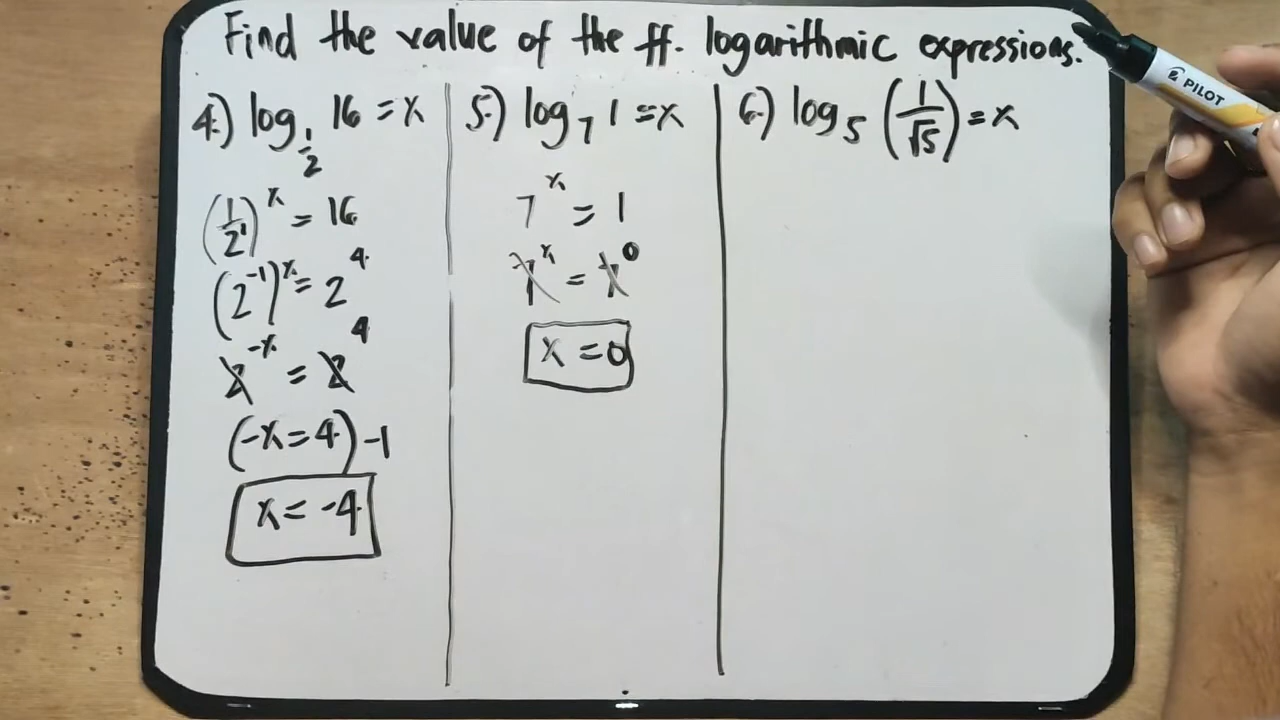 Find the value of the ff. logarithmic expressions.
4.) log_{1/2} 16 = x
(1/2¹)^x = 16
(2^{-1})^x = 2^4
2^{-x} = 2^4
(-x = 4) -1
x = -4
5.) log_7 1 = x
7^x = 1
7^x = 7^0
x = 0
6.) log_5 (1/√5) = x
PILOT